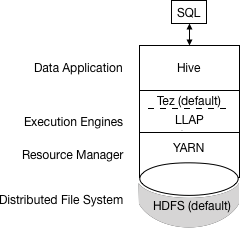 SQL
Data Application
Hive
Tez (default)
Execution Engines
LLAP
Resource Manager
YARN
Distributed File System
HDFS (default)